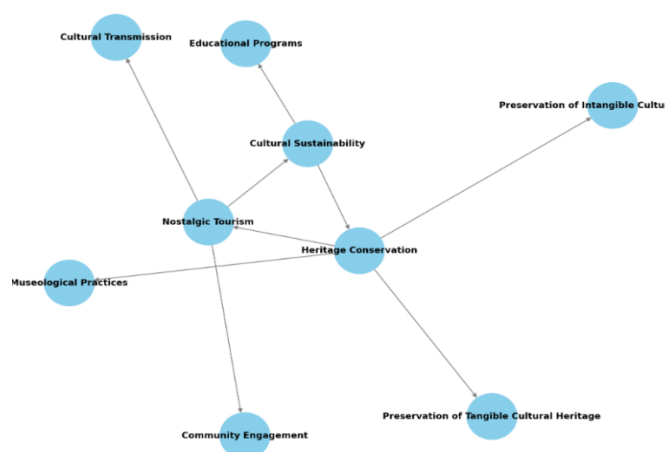 Cultural Transmission
Educational Programs
Preservation of Intangible Cultur
Cultural Sustainability
Nostalgic Tourism
Heritage Conservation
Museological Practices
Preservation of Tangible Cultural Heritage
Community Engagement